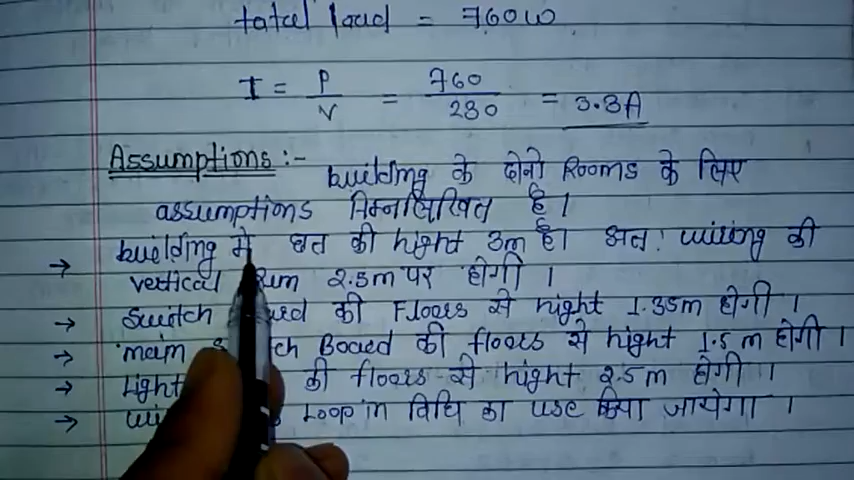 total load = 760W
I = P/V = 760/230 = 3.3A
Assumptions :-
building के दोनो Rooms के लिए
assumptions निम्नलिखित है।
→ building मे छत की hight 3m है। अत: wiring की
vertical Run 2.5m पर होगी ।
→ Switch की Floors से hight 1.35m होगी ।
→ main Board की floors से hight 1.5m होगी ।
→ Light की floors से hight 2.5m होगी ।
→ Loop in विधि का use किया जायेगा ।